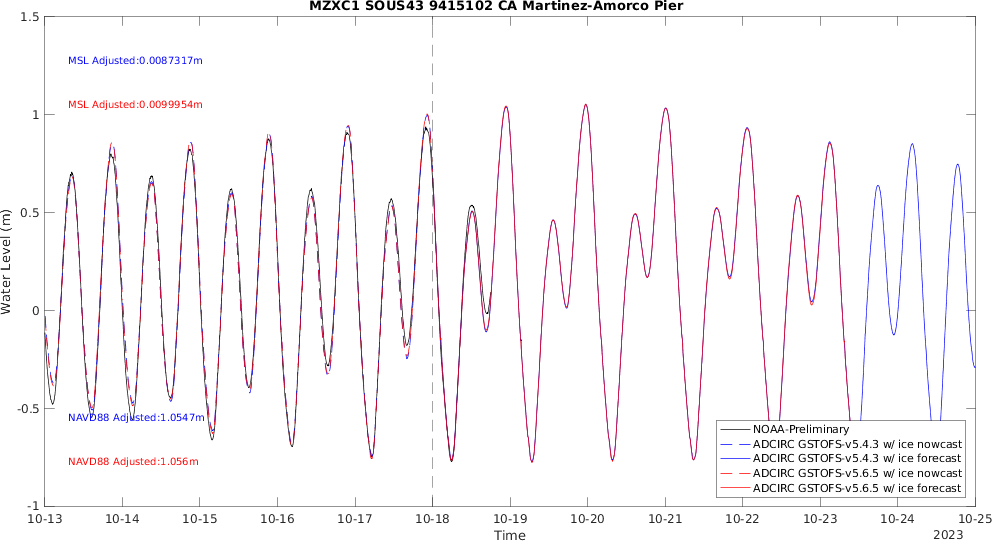 MZXC1 SOUS43 9415102 CA Martinez-Amorco Pier
1.5
1
0.5
0
-0.5
-1
Water Level (m)
MSL Adjusted:0.0087317m
MSL Adjusted:0.0099954m
NAVD88 Adjusted:1.0547m
NAVD88 Adjusted:1.056m
NOAA-Preliminary
ADCIRC GSTOFS-v5.4.3 w/ ice nowcast
ADCIRC GSTOFS-v5.4.3 w/ ice forecast
ADCIRC GSTOFS-v5.6.5 w/ ice nowcast
ADCIRC GSTOFS-v5.6.5 w/ ice forecast
10-13 10-14 10-15 10-16 10-17 10-18 10-19 10-20 10-21 10-22 10-23 10-24 10-25
Time
2023